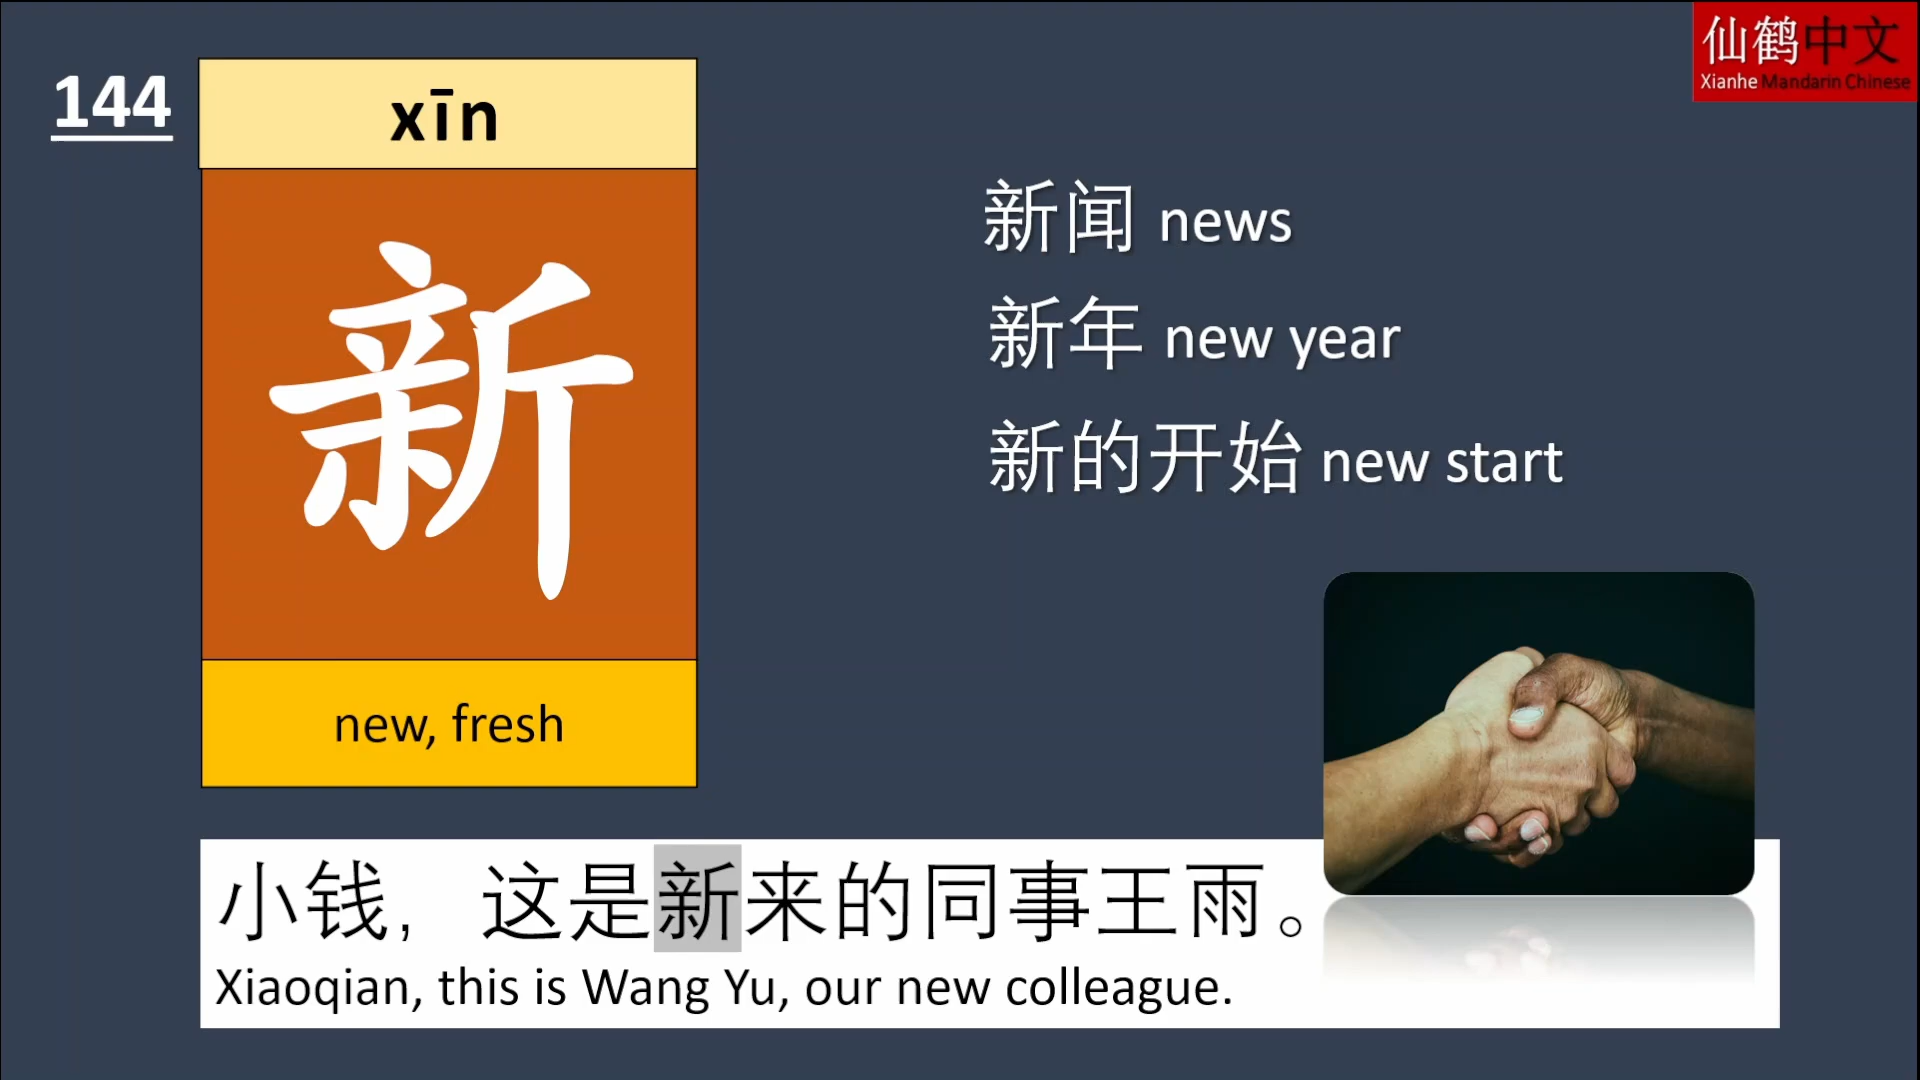 仙鹤中文
Xianhe Mandarin Chinese
144
xīn
新
new, fresh
新闻 news
新年 new year
新的开始 new start
小钱，这是新来的同事王雨。
Xiaoqian, this is Wang Yu, our new colleague.